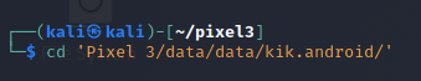 ┌──(kali㉿kali)-[~/pixel3]
└─$ cd 'Pixel 3/data/data/kik.android/'